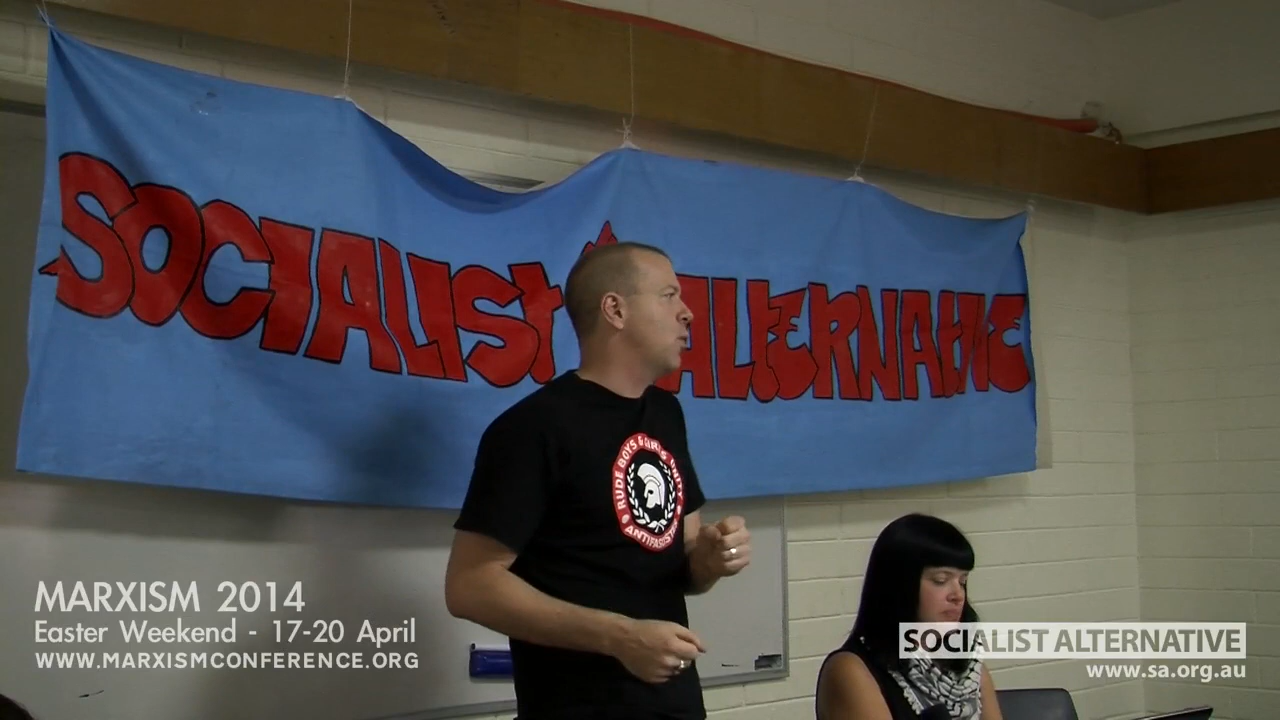 SOCIALIST ALTERNATIVE
RUDE BOYS & GIRLS UNITY
ANTIFASCISTA
MARXISM 2014
Easter Weekend - 17-20 April
WWW.MARXISMCONFERENCE.ORG
SOCIALIST ALTERNATIVE
www.sa.org.au